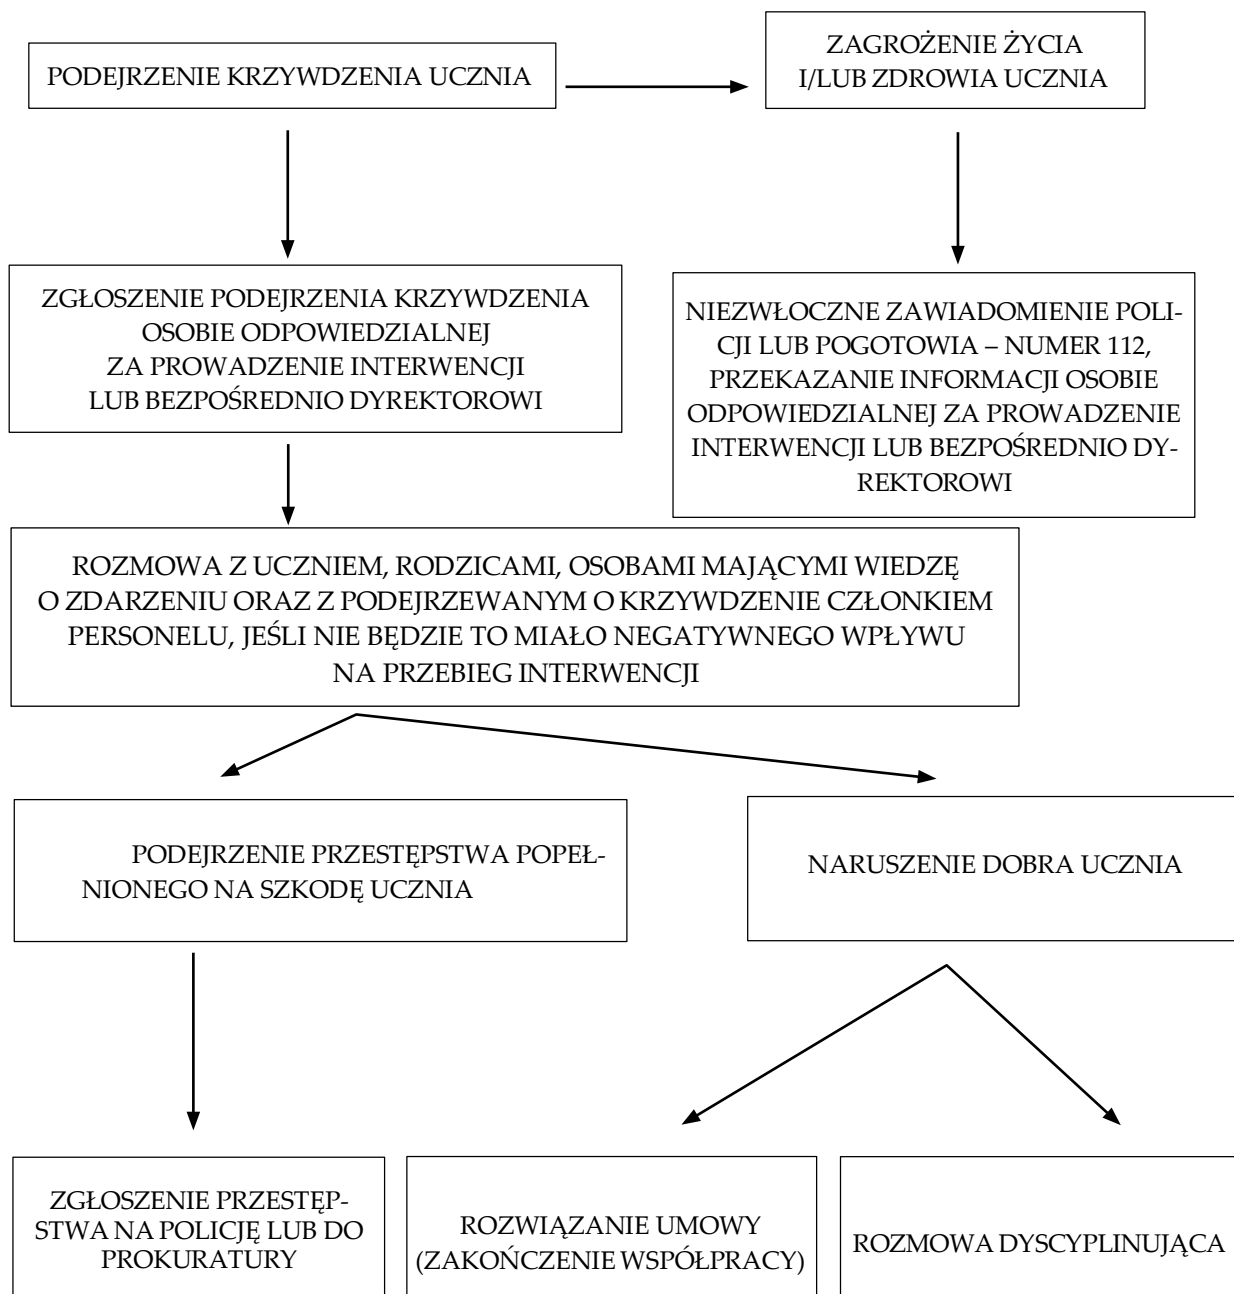 PODEJRZENIE KRZYWDZENIA UCZNIA
ZAGROŻENIE ŻYCIA
I/LUB ZDROWIA UCZNIA
ZGŁOSZENIE PODEJRZENIA KRZYWDZENIA
OSOBIE ODPOWIEDZIALNEJ
ZA PROWADZENIE INTERWENCJI
LUB BEZPOŚREDNIO DYREKTOROWI
NIEZWŁOCZNE ZAWIADOMIENIE POLI-
CJI LUB POGOTOWIA – NUMER 112,
PRZEKAZANIE INFORMACJI OSOBIE
ODPOWIEDZIALNEJ ZA PROWADZENIE
INTERWENCJI LUB BEZPOŚREDNIO DY-
REKTOROWI
ROZMOWA Z UCZNIEM, RODZICAMI, OSOBAMI MAJĄCYMI WIEDZĘ
O ZDARZENIU ORAZ Z PODEJRZEWANYM O KRZYWDZENIE CZŁONKIEM
PERSONELU, JEŚLI NIE BĘDZIE TO MIAŁO NEGATYWNEGO WPŁYWU
NA PRZEBIEG INTERWENCJI
PODEJRZENIE PRZESTĘPSTWA POPEŁ-
NIONEGO NA SZKODĘ UCZNIA
NARUSZENIE DOBRA UCZNIA
ZGŁOSZENIE PRZESTĘP-
STWA NA POLICJĘ LUB DO
PROKURATURY
ROZWIĄZANIE UMOWY
(ZAKOŃCZENIE WSPÓŁPRACY)
ROZMOWA DYSCYPLINUJĄCA